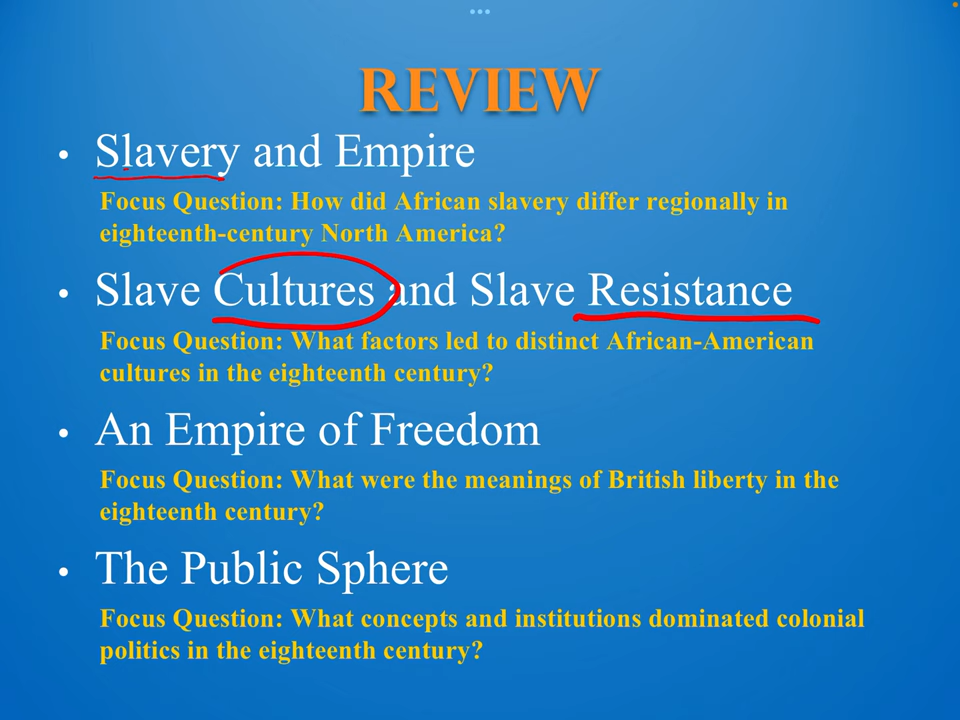 REVIEW
• Slavery and Empire
Focus Question: How did African slavery differ regionally in
eighteenth-century North America?
• Slave Cultures and Slave Resistance
Focus Question: What factors led to distinct African-American
cultures in the eighteenth century?
• An Empire of Freedom
Focus Question: What were the meanings of British liberty in the
eighteenth century?
• The Public Sphere
Focus Question: What concepts and institutions dominated colonial
politics in the eighteenth century?